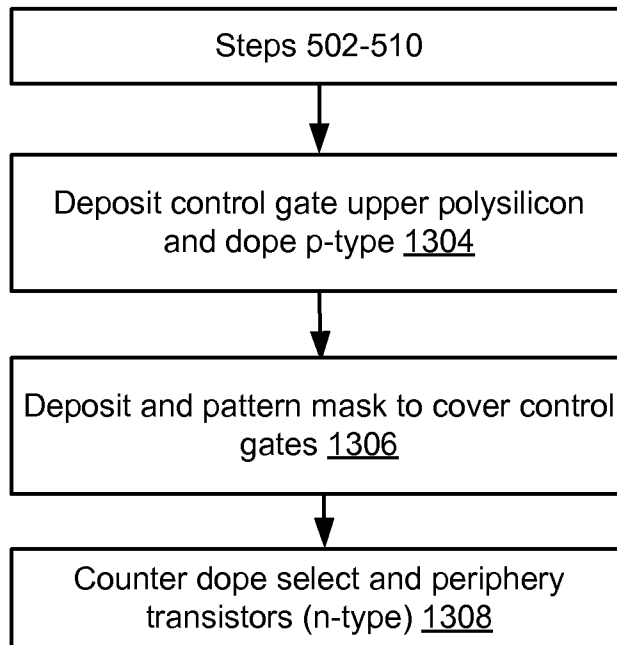 Steps 502-510
Deposit control gate upper polysilicon
and dope p-type 1304
Deposit and pattern mask to cover control
gates 1306
Counter dope select and periphery
transistors (n-type) 1308